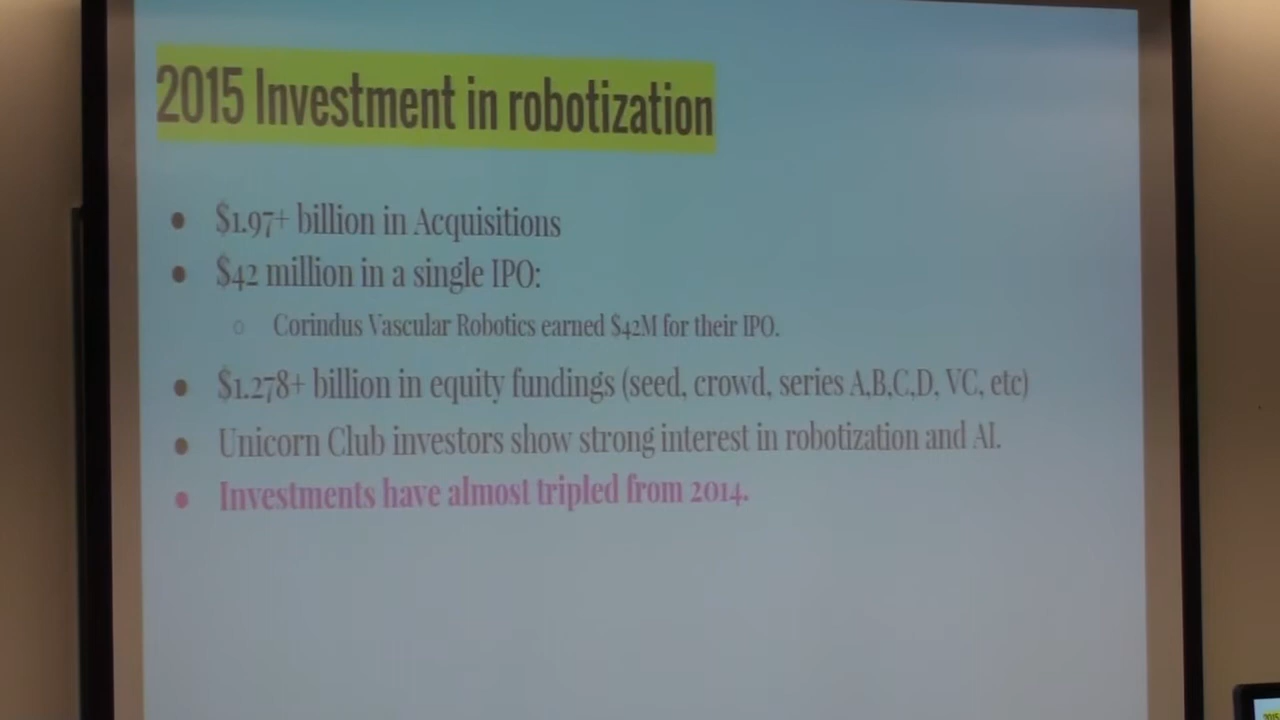 2015 Investment in robotization
● $1.97+ billion in Acquisitions
● $42 million in a single IPO:
○ Corindus Vascular Robotics earned $42M for their IPO.
● $1.278+ billion in equity fundings (seed, crowd, series A,B,C,D, VC, etc)
● Unicorn Club investors show strong interest in robotization and AI.
● Investments have almost tripled from 2014.